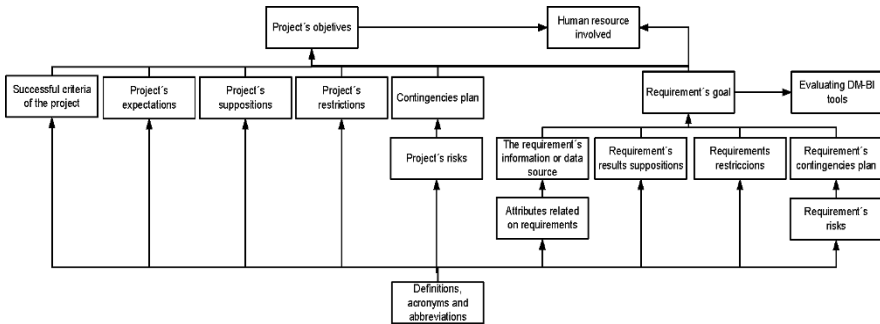 Project´s objetives
Human resource
involved
Successful criteria
of the project
Project´s
expectations
Project´s
suppositions
Project´s
restrictions
Contingencies plan
Requirement´s
goal
Evaluating DM-BI
tools
Project´s risks
The requirement´s
information or data
source
Requirement´s
results suppositions
Requirements
restriccions
Requirement´s
contingencies plan
Attributes related
on requirements
Requirement´s
risks
Definitions,
acronyms and
abbreviations